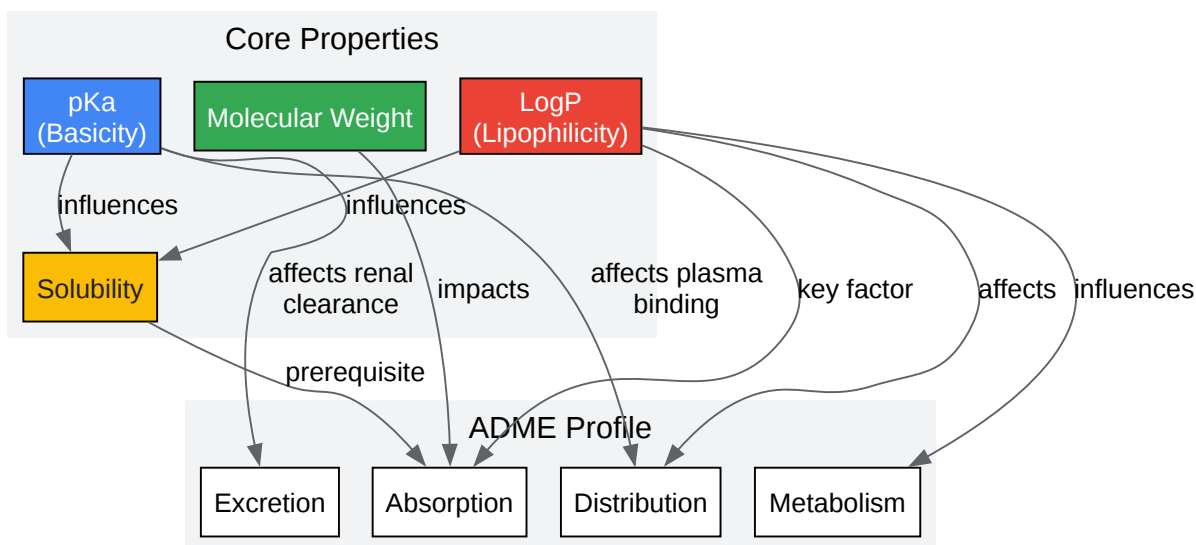 Core Properties
pKa
(Basicity)
Molecular Weight
LogP
(Lipophilicity)
influences
influences
Solubility
affects renal
clearance
impacts
affects plasma
binding
key factor
affects
influences
prerequisite
ADME Profile
Excretion
Absorption
Distribution
Metabolism